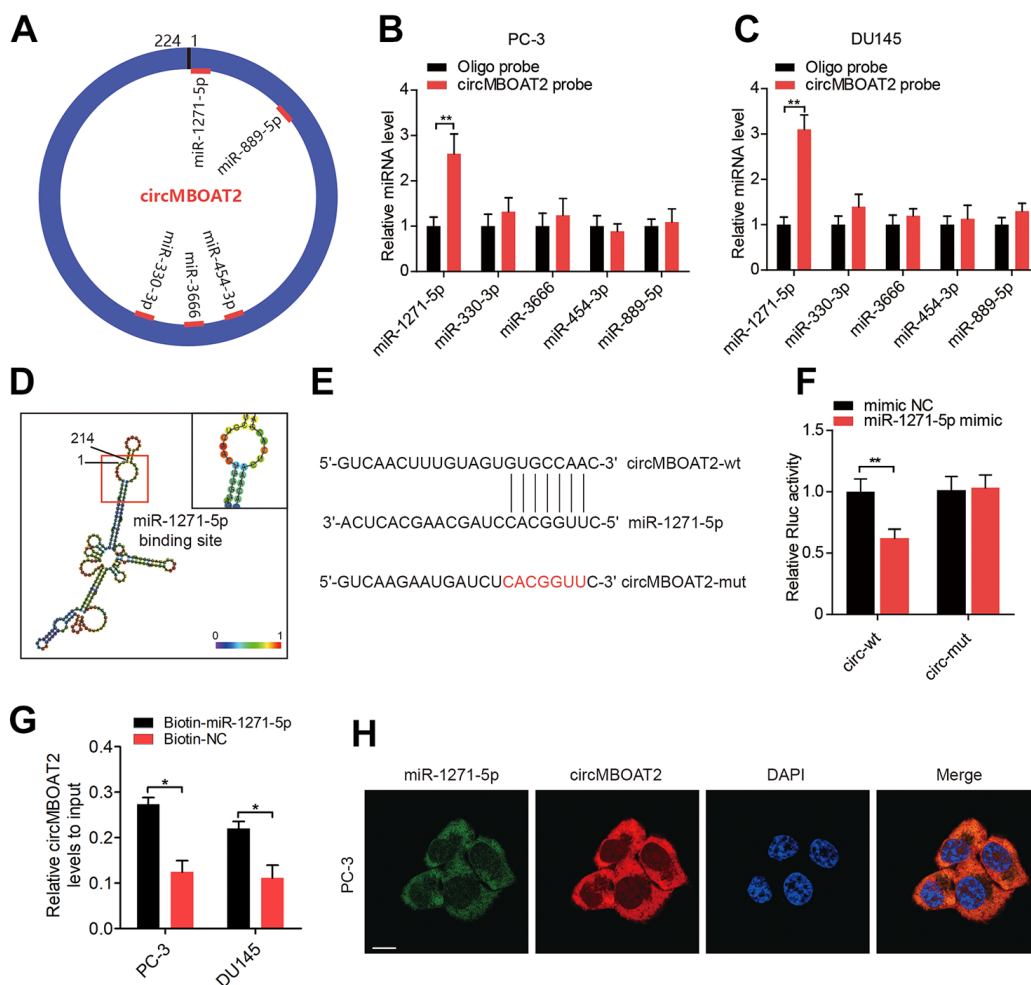 A
224 1
miR-1271-5p
miR-889-5p
circMBOAT2
miR-330-3p
miR-3666
miR-454-3p
B
PC-3
Oligo probe
circMBOAT2 probe
Relative miRNA level
4
3
2
1
0
**
miR-1271-5p
miR-330-3p
miR-3666
miR-454-3p
miR-889-5p
C
DU145
Oligo probe
circMBOAT2 probe
Relative miRNA level
4
3
2
1
0
**
miR-1271-5p
miR-330-3p
miR-3666
miR-454-3p
miR-889-5p
D
214
1
miR-1271-5p
binding site
0 1
E
5'-GUCAACUUUGUAGUGUGCCAAC-3' circMBOAT2-wt
3'-ACUCACGAACGAUCCACGGUUC-5' miR-1271-5p
5'-GUCAAGAAUGAUCUCACGGUUC-3' circMBOAT2-mut
F
mimic NC
miR-1271-5p mimic
Relative Rluc activity
1.5
1.0
0.5
0.0
**
circ-wt
circ-mut
G
Biotin-miR-1271-5p
Biotin-NC
Relative circMBOAT2
levels to input
0.4
0.3
0.2
0.1
0.0
*
*
PC-3
DU145
H
miR-1271-5p circMBOAT2 DAPI Merge
PC-3